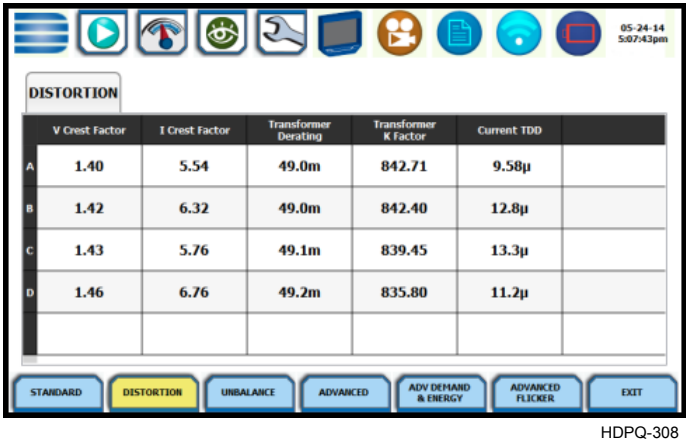 05-24-14
5:07:43pm
DISTORTION
V Crest Factor I Crest Factor Transformer Derating Transformer K Factor Current TDD
A 1.40 5.54 49.0m 842.71 9.58µ
B 1.42 6.32 49.0m 842.40 12.8µ
C 1.43 5.76 49.1m 839.45 13.3µ
D 1.46 6.76 49.2m 835.80 11.2µ
STANDARD DISTORTION UNBALANCE ADVANCED ADV DEMAND & ENERGY ADVANCED FLICKER EXIT
HDPQ-308